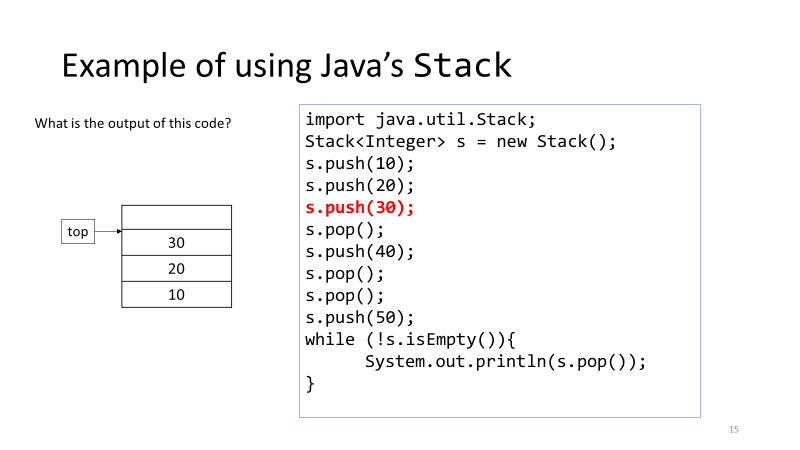 Example of using Java's Stack
What is the output of this code?
import java.util.Stack;
Stack<Integer> s = new Stack();
s.push(10);
s.push(20);
s.push(30);
s.pop();
s.push(40);
s.pop();
s.pop();
s.push(50);
while (!s.isEmpty()){
System.out.println(s.pop());
}
top
30
20
10
15